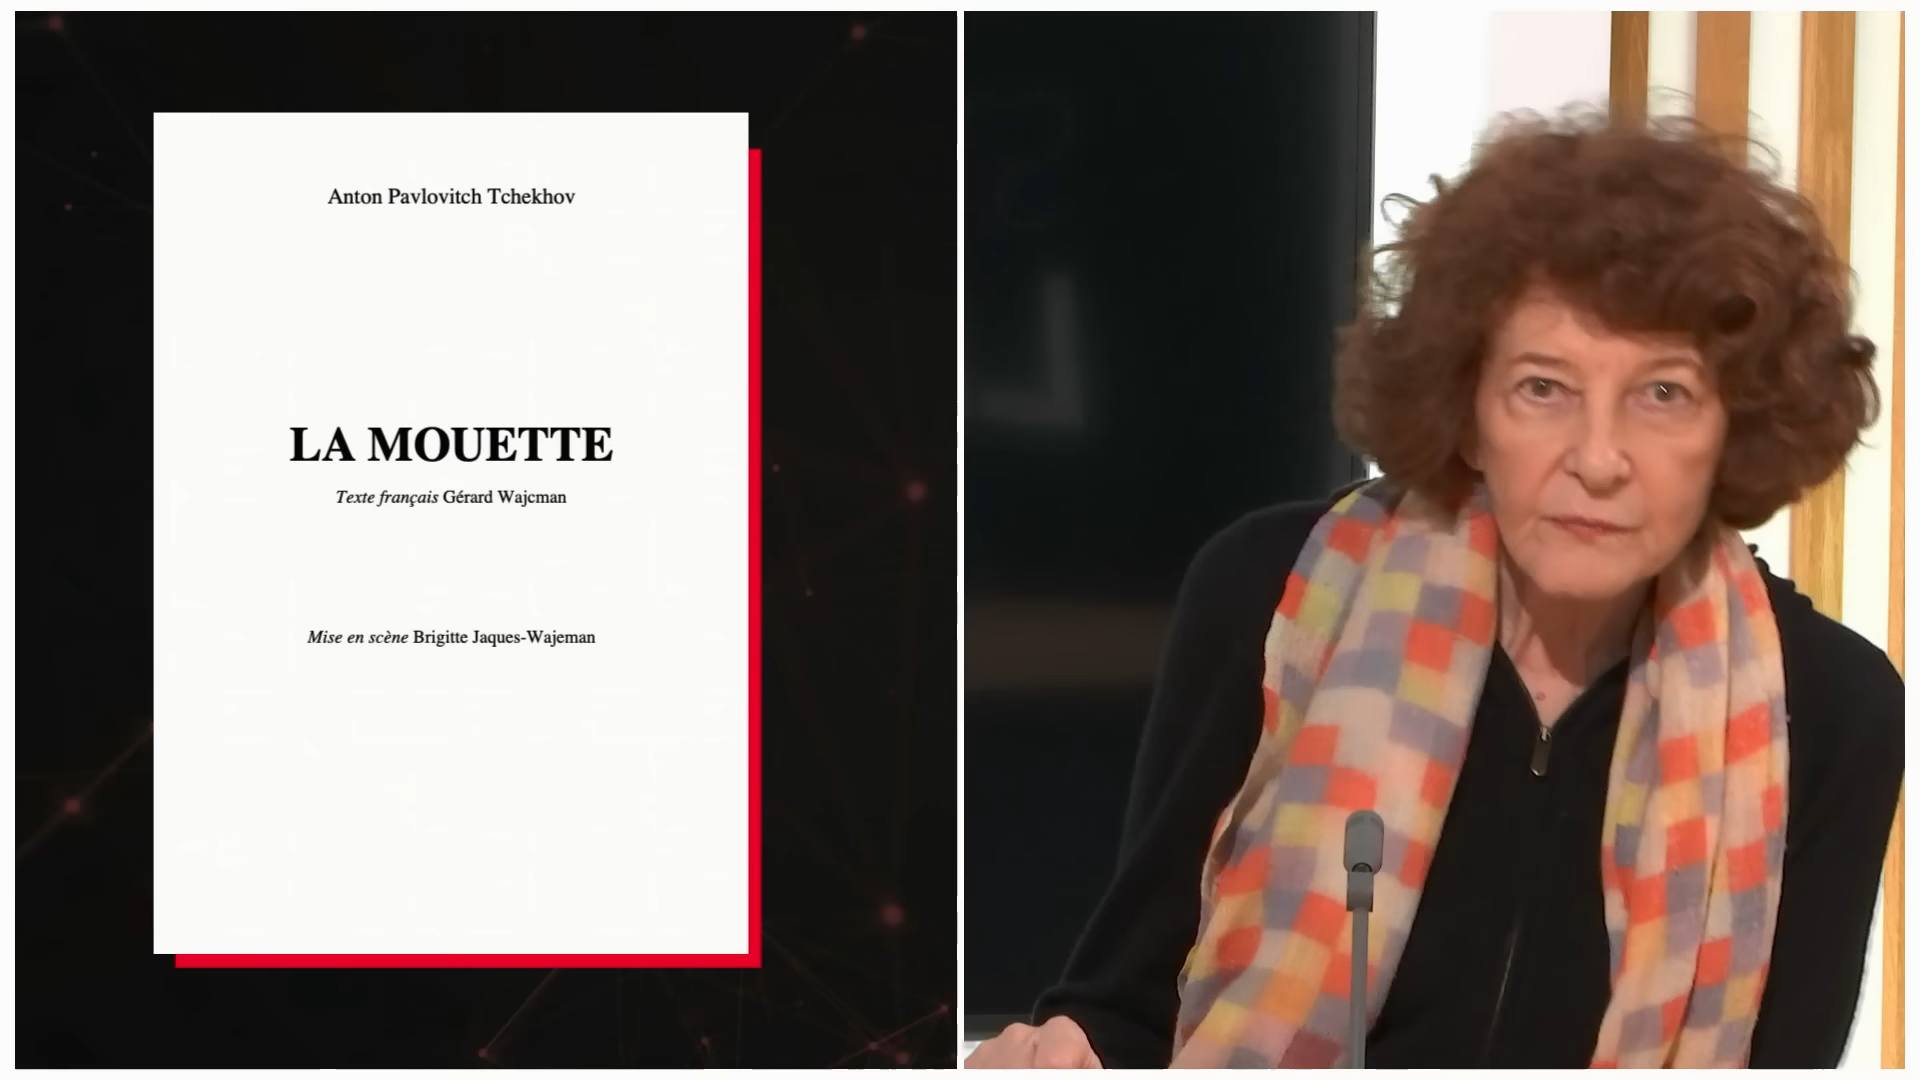 Anton Pavlovitch Tchekhov
LA MOUETTE
Texte français Gérard Wajcman
Mise en scène Brigitte Jaques-Wajeman